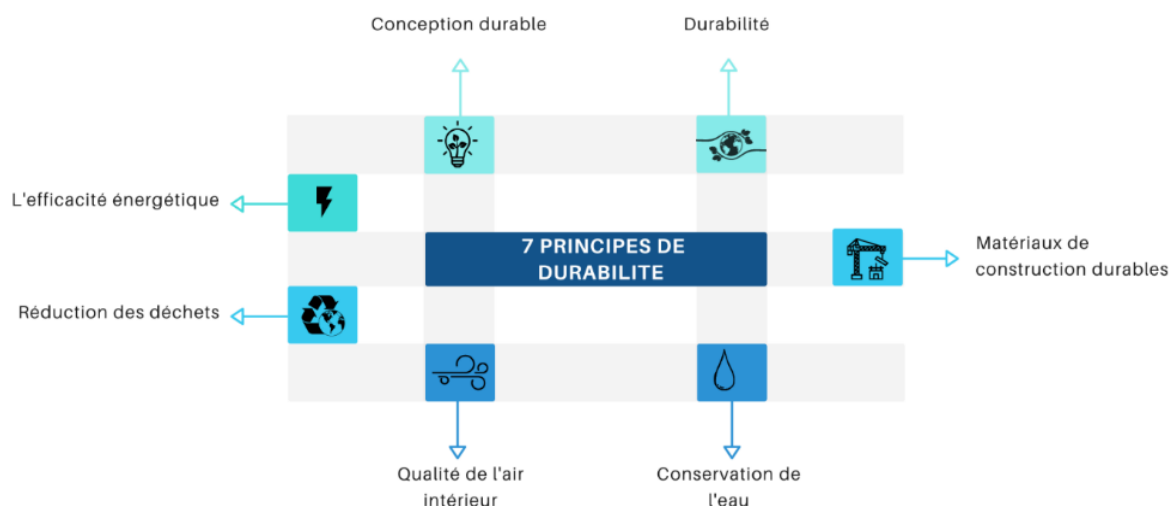 Conception durable
Durabilité
L'efficacité énergétique
7 PRINCIPES DE
DURABILITE
Matériaux de
construction durables
Réduction des déchets
Qualité de l'air
intérieur
Conservation de
l'eau